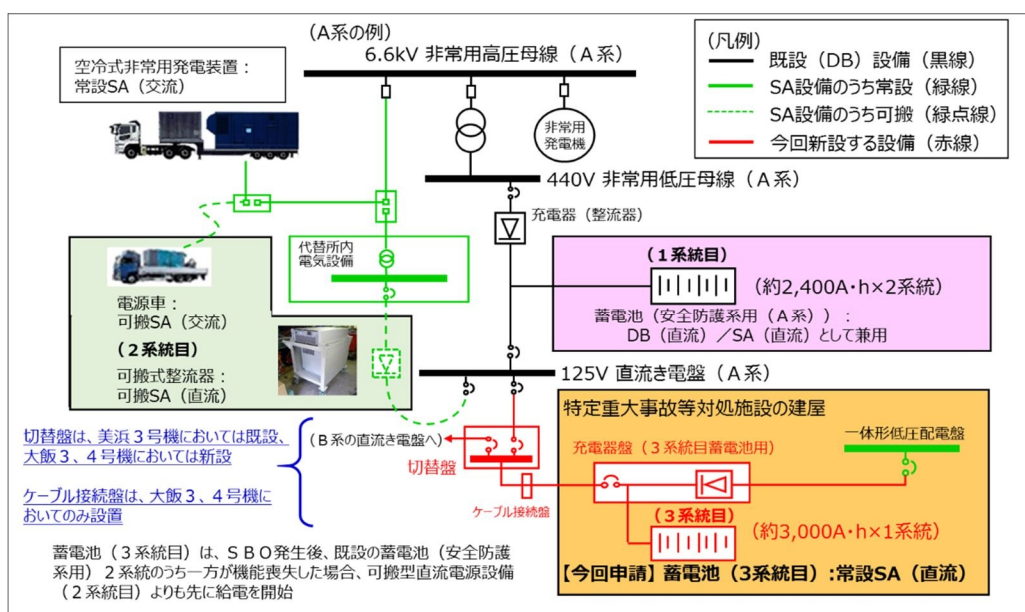 (A系の例)
6.6kV 非常用高圧母線（Ａ系）
空冷式非常用発電装置：
常設SA（交流）
非常用
発電機
(凡例)
既設（DB）設備（黒線）
SA設備のうち常設（緑線）
SA設備のうち可搬（緑点線）
今回新設する設備（赤線）
440V 非常用低圧母線（Ａ系）
充電器（整流器）
代替所内
電気設備
電源車：
可搬SA（交流）
(２系統目)
可搬式整流器：
可搬SA（直流）
(１系統目)
(約2,400A・h×2系統)
蓄電池（安全防護系用（Ａ系））：
DB（直流）／SA（直流）として兼用
125V 直流き電盤（Ａ系）
切替盤は、美浜３号機においては既設、
大飯３、４号機においては新設
ケーブル接続盤は、大飯３、４号機に
おいてのみ設置
(Ｂ系の直流き電盤へ)
切替盤
ケーブル接続盤
特定重大事故等対処施設の建屋
一体形低圧配電盤
充電器盤（３系統目蓄電池用）
(３系統目)
(約3,000A・h×1系統)
【今回申請】蓄電池（3系統目）:常設SA（直流）
蓄電池（３系統目）は、ＳＢＯ発生後、既設の蓄電池（安全防護
系用）２系統のうち一方が機能喪失した場合、可搬型直流電源設備
（２系統目）よりも先に給電を開始